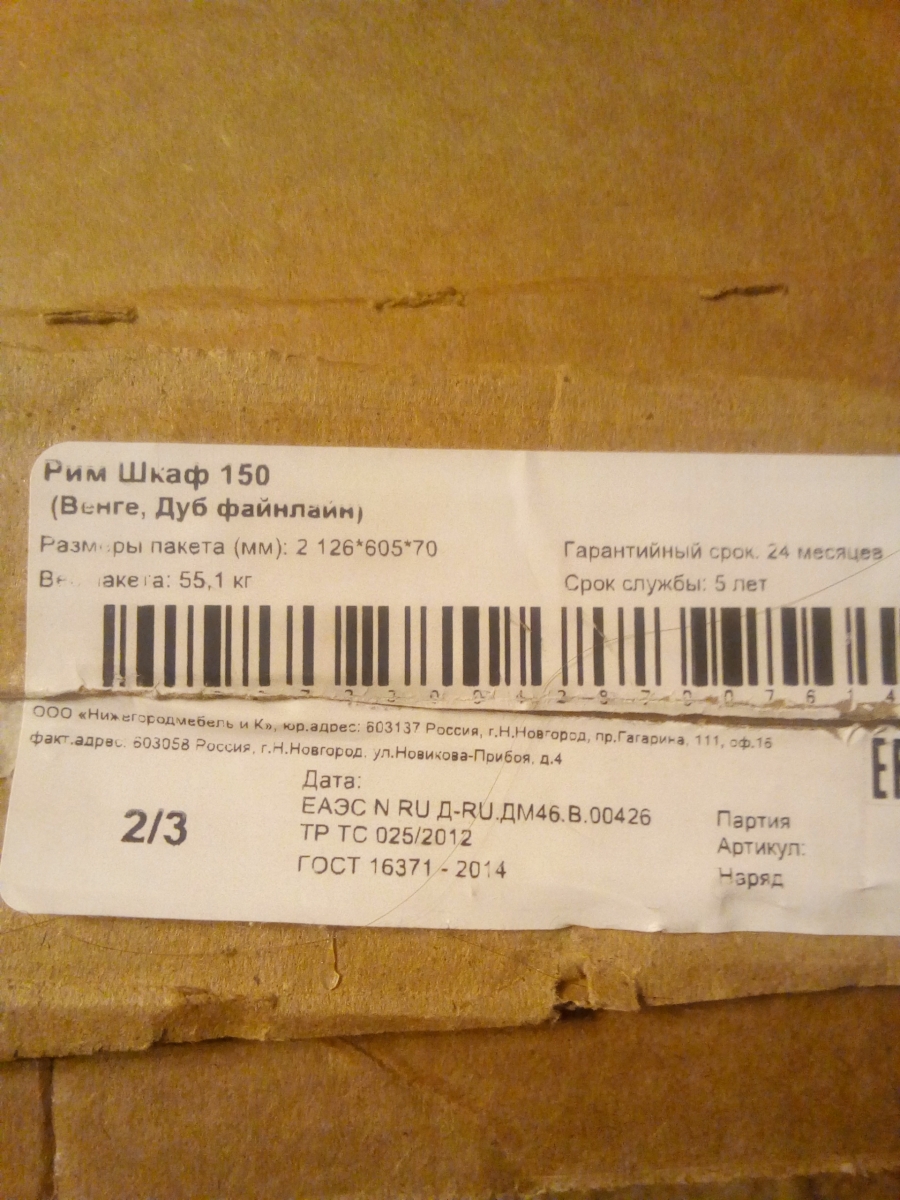 Рим Шкаф 150
(Венге, Дуб файнлайн)
Размеры пакета (мм): 2 126*605*70
Вес пакета: 55,1 кг
Гарантийный срок: 24 месяцев
Срок службы: 5 лет
ООО «Нижегородмебель и К», юр.адрес: 603137 Россия, г.Н.Новгород, пр.Гагарина, 111, оф.16
факт.адрес: 603058 Россия, г.Н.Новгород, ул.Новикова-Прибоя, д.4
2/3
Дата:
ЕАЭС N RU Д-RU.ДМ46.В.00426
ТР ТС 025/2012
ГОСТ 16371 - 2014
Партия
Артикул:
Наряд